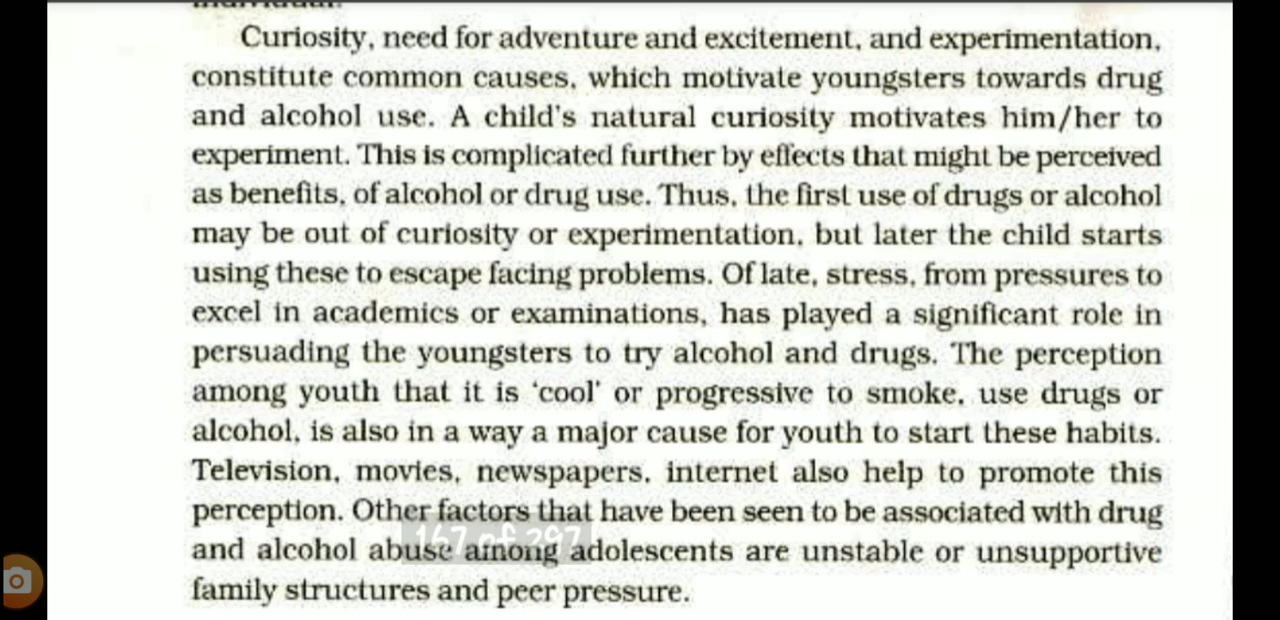 Curiosity, need for adventure and excitement, and experimentation,
constitute common causes, which motivate youngsters towards drug
and alcohol use. A child's natural curiosity motivates him/her to
experiment. This is complicated further by effects that might be perceived
as benefits, of alcohol or drug use. Thus, the first use of drugs or alcohol
may be out of curiosity or experimentation, but later the child starts
using these to escape facing problems. Of late, stress, from pressures to
excel in academics or examinations, has played a significant role in
persuading the youngsters to try alcohol and drugs. The perception
among youth that it is 'cool' or progressive to smoke, use drugs or
alcohol, is also in a way a major cause for youth to start these habits.
Television, movies, newspapers, internet also help to promote this
perception. Other factors that have been seen to be associated with drug
167 of 297
and alcohol abuse among adolescents are unstable or unsupportive
family structures and peer pressure.